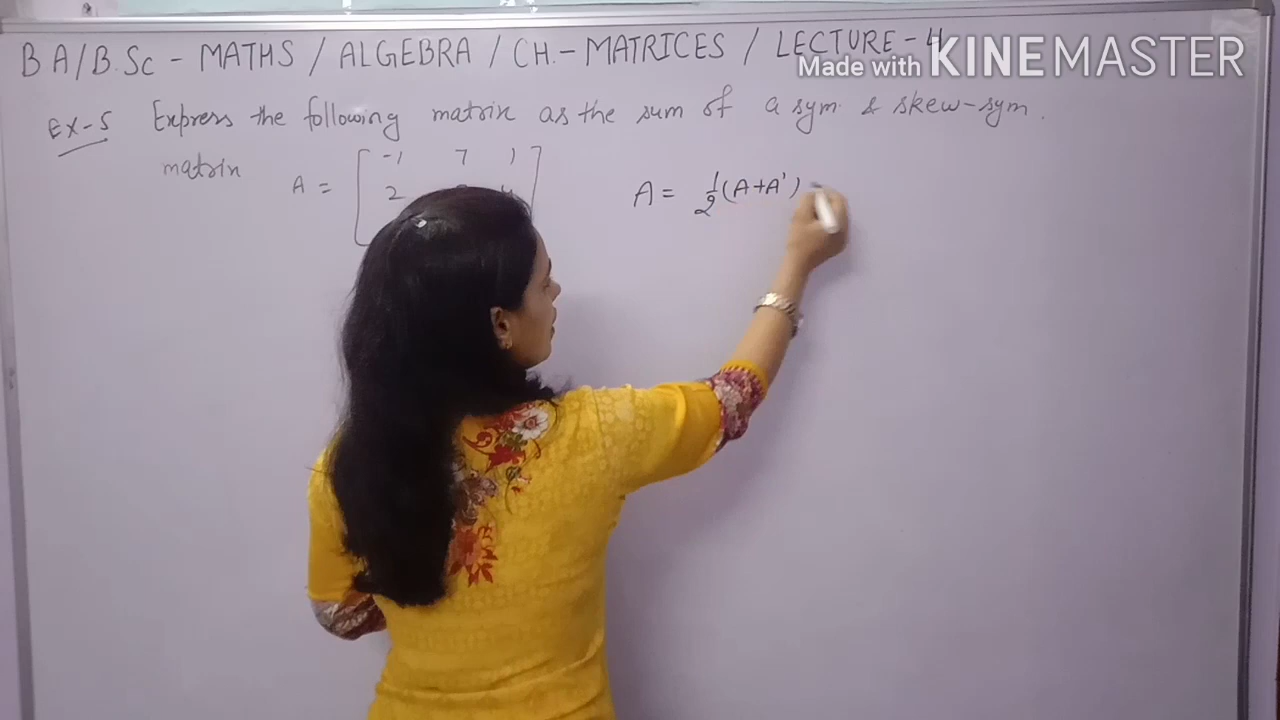 BA/B.Sc - MATHS / ALGEBRA / CH.- MATRICES / LECTURE - 4
Made with KINEMASTER
EX-5 Express the following matrix as the sum of a sym. & skew-sym.
matrix A = [ -1 7 1 ]
2
A = 1/2 (A+A')